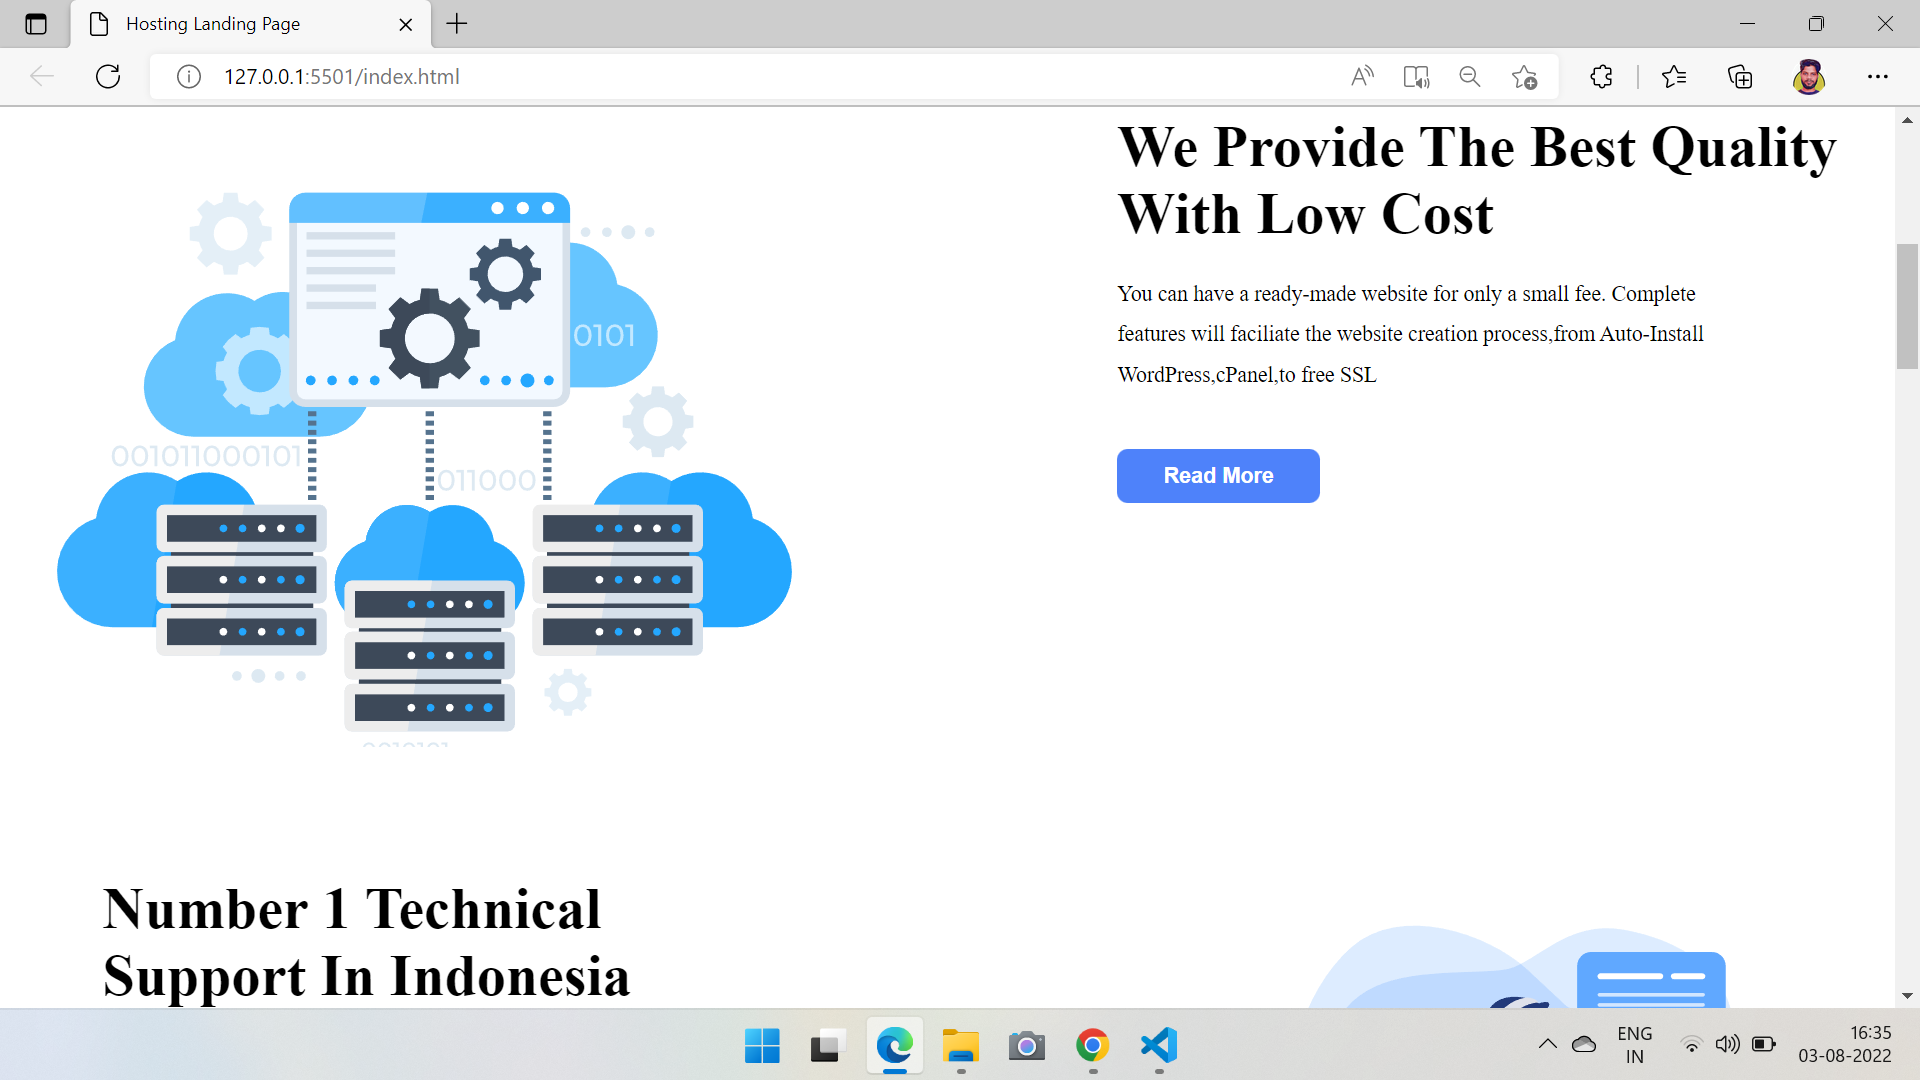 Hosting Landing Page
127.0.0.1:5501/index.html
We Provide The Best Quality
With Low Cost
You can have a ready-made website for only a small fee. Complete
features will faciliate the website creation process,from Auto-Install
WordPress,cPanel,to free SSL
Read More
0101
001011000101
011000
Number 1 Technical
Support In Indonesia
ENG
IN
16:35
03-08-2022